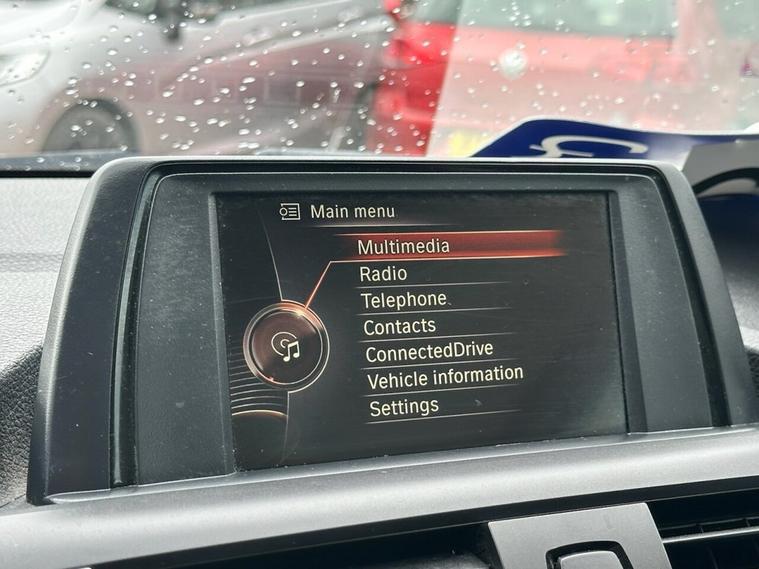 Main menu
Multimedia
Radio
Telephone
Contacts
ConnectedDrive
Vehicle information
Settings